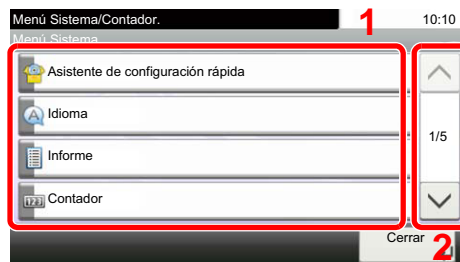 Menú Sistema/Contador.
1
10:10
Menú Sistema
Asistente de configuración rápida
Idioma
1/5
Informe
123 Contador
Cerrar
2